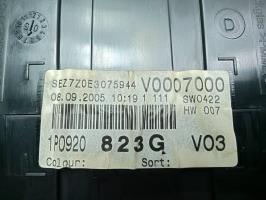 SEZ7Z0E3075944 V0007000
08.09.2005 10:19 1 111 SW0422
HW 007
1P0920 823G V03
Colour: Sort: